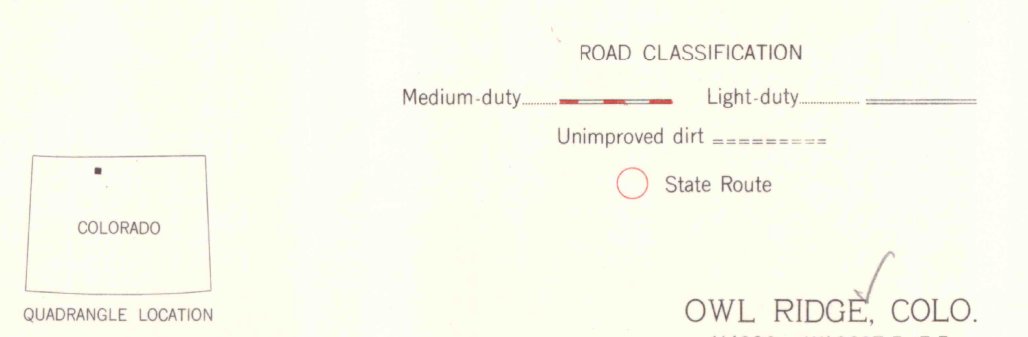 ROAD CLASSIFICATION
Medium-duty Light-duty
Unimproved dirt
State Route
COLORADO
QUADRANGLE LOCATION
OWL RIDGE, COLO.